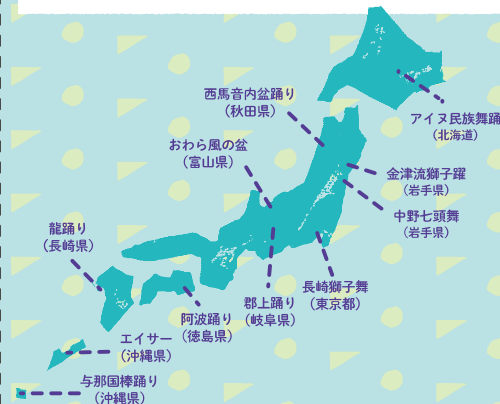 西馬音内盆踊り
（秋田県）
アイヌ民族舞踊
（北海道）
おわら風の盆
（富山県）
金津流獅子躍
（岩手県）
中野七頭舞
（岩手県）
龍踊り
（長崎県）
長崎獅子舞
（東京都）
郡上踊り
（岐阜県）
阿波踊り
（徳島県）
エイサー
（沖縄県）
与那国棒踊り
（沖縄県）